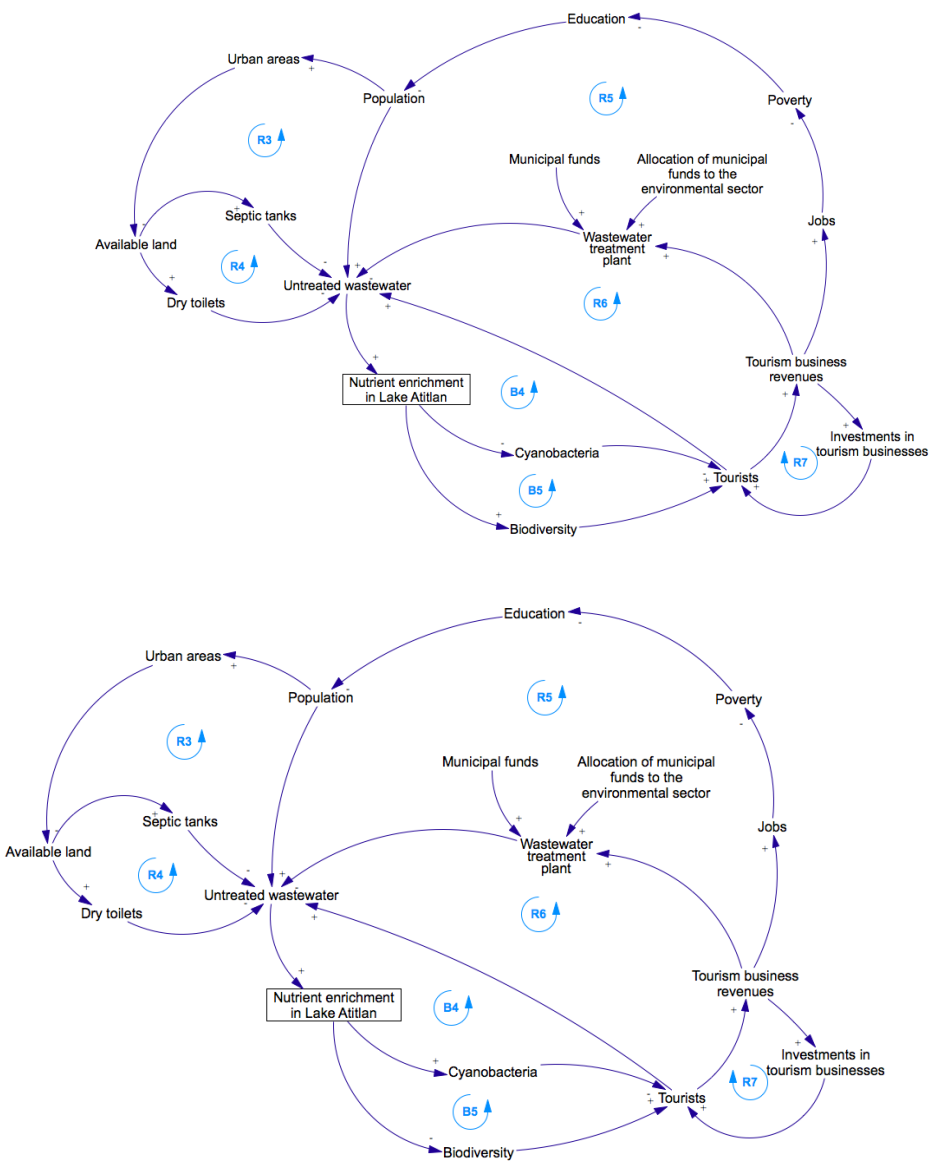 Education
-
Urban areas
+
Population
-
Poverty
-
R5
R3
Municipal funds
Allocation of municipal
funds to the
environmental sector
+
Septic tanks
+
+
Jobs
+
-
Available land
Wastewater
treatment
plant
+
R4
-
+
-
+
Dry toilets
-
Untreated wastewater
+
R6
+
Tourism business
revenues
Nutrient enrichment
in Lake Atitlan
B4
+
+
Investments in
tourism businesses
-
Cyanobacteria
R7
-
+
Tourists
+
B5
+
Biodiversity
Education
-
Urban areas
+
Population
-
Poverty
-
R5
R3
Municipal funds
Allocation of municipal
funds to the
environmental sector
+
Septic tanks
+
+
Jobs
+
-
Available land
Wastewater
treatment
plant
+
R4
-
+
-
+
Dry toilets
-
Untreated wastewater
+
R6
+
Tourism business
revenues
Nutrient enrichment
in Lake Atitlan
B4
+
+
Investments in
tourism businesses
+
Cyanobacteria
R7
-
+
Tourists
+
B5
-
Biodiversity